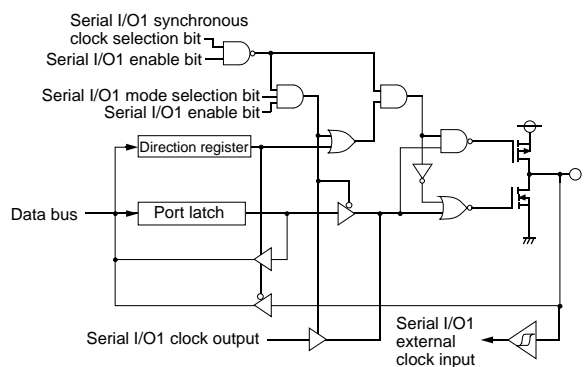 Serial I/O1 synchronous
clock selection bit
Serial I/O1 enable bit
Serial I/O1 mode selection bit
Serial I/O1 enable bit
Direction register
Data bus
Port latch
Serial I/O1 clock output
Serial I/O1
external
clock input